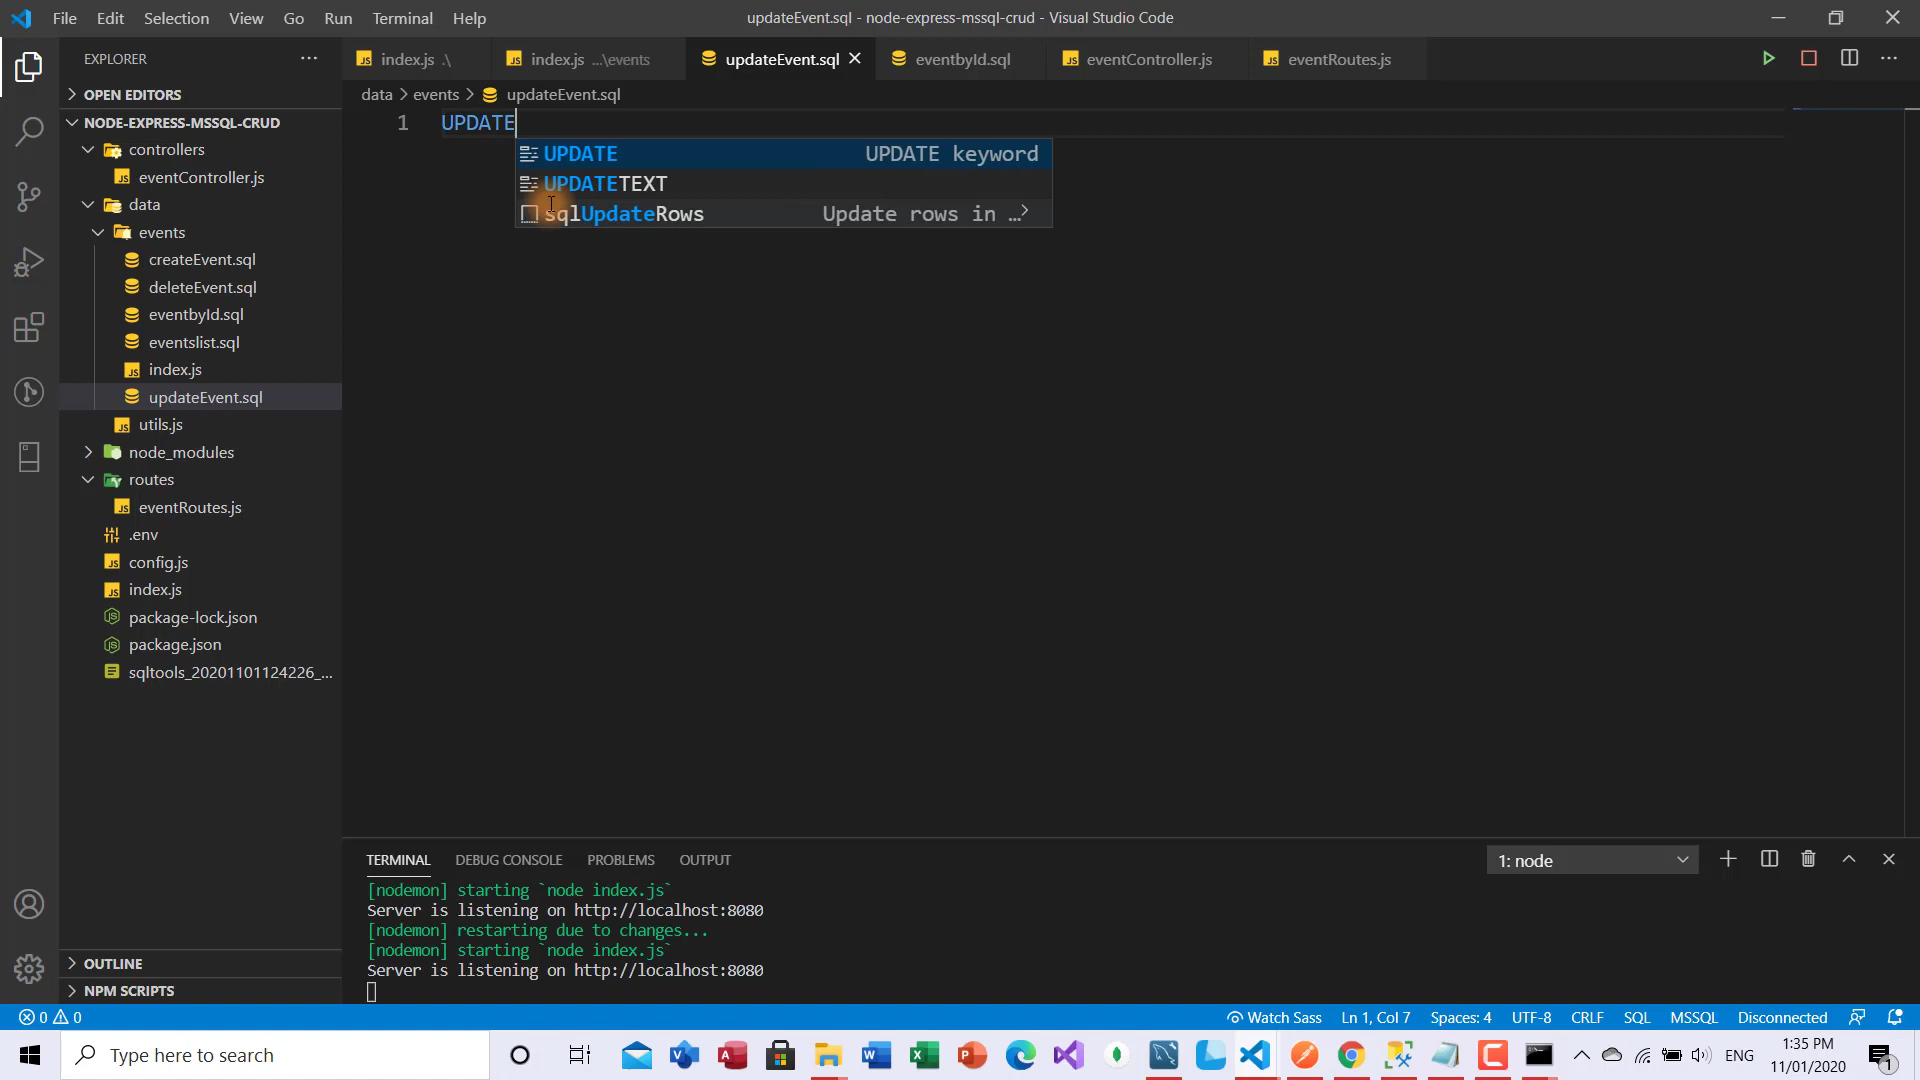 File Edit Selection View Go Run Terminal Help
updateEvent.sql - node-express-mssql-crud - Visual Studio Code
EXPLORER
index.js .\
index.js ...\events
updateEvent.sql
eventbyId.sql
eventController.js
eventRoutes.js
OPEN EDITORS
data > events > updateEvent.sql
NODE-EXPRESS-MSSQL-CRUD
controllers
eventController.js
data
events
createEvent.sql
deleteEvent.sql
eventbyId.sql
eventslist.sql
index.js
updateEvent.sql
utils.js
node_modules
routes
eventRoutes.js
.env
config.js
index.js
package-lock.json
package.json
sqltools_20201101124226_...
OUTLINE
NPM SCRIPTS
1 UPDATE
UPDATE UPDATE keyword
UPDATETEXT
sqlUpdateRows Update rows in ...
TERMINAL DEBUG CONSOLE PROBLEMS OUTPUT
1: node
[nodemon] starting `node index.js`
Server is listening on http://localhost:8080
[nodemon] restarting due to changes...
[nodemon] starting `node index.js`
Server is listening on http://localhost:8080
0 0
Watch Sass Ln 1, Col 7 Spaces: 4 UTF-8 CRLF SQL MSSQL Disconnected
Type here to search
ENG
1:35 PM
11/01/2020
1